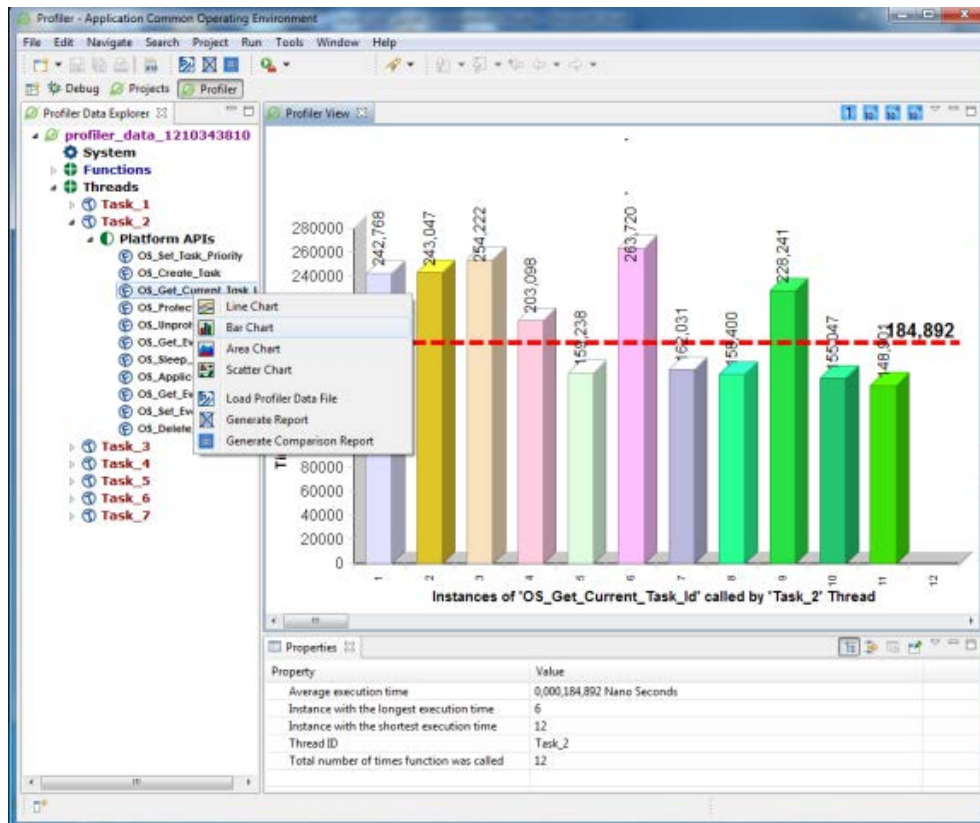 Profiler - Application Common Operating Environment
File Edit Navigate Search Project Run Tools Window Help
Debug Projects Profiler
Profiler Data Explorer
profiler_data_1210343810
System
Functions
Threads
Task_1
Task_2
Platform APIs
OS_Set_Task_Priority
OS_Create_Task
OS_Get_Current_Task_I
OS_Protec
OS_Unprot
OS_Get_Ev
OS_Sleep_
OS_Applic
OS_Get_Ev
OS_Set_Ev
OS_Delete_
Task_3
Task_4
Task_5
Task_6
Task_7
Line Chart
Bar Chart
Area Chart
Scatter Chart
Load Profiler Data File
Generate Report
Generate Comparison Report
Profiler View
280000
260000
240000
80000
60000
40000
20000
0
242,768
243,047
254,222
203,098
159,238
263,720
162,031
158,400
228,241
155,047
148,901
184,892
1 2 3 4 5 6 7 8 9 10 11 12
Instances of 'OS_Get_Current_Task_Id' called by 'Task_2' Thread
Properties
Property Value
Average execution time 0,000,184,892 Nano Seconds
Instance with the longest execution time 6
Instance with the shortest execution time 12
Thread ID Task_2
Total number of times function was called 12